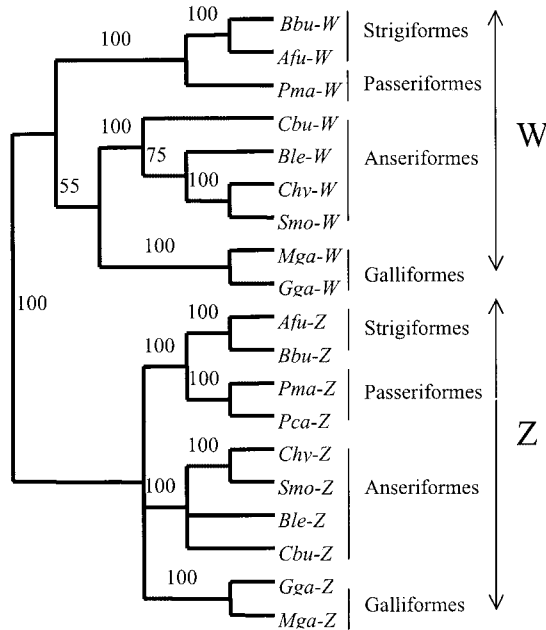 100
Bbu-W
Strigiformes
100
Afu-W
Pma-W
Passeriformes
W
100
Cbu-W
75
Ble-W
Anseriformes
100
Chv-W
55
Smo-W
100
Mga-W
Galliformes
Gga-W
100
100
Afu-Z
Strigiformes
Bbu-Z
100
Pma-Z
Passeriformes
Pca-Z
Z
100
Chv-Z
100
Smo-Z
Anseriformes
Ble-Z
Cbu-Z
100
Gga-Z
Galliformes
Mga-Z